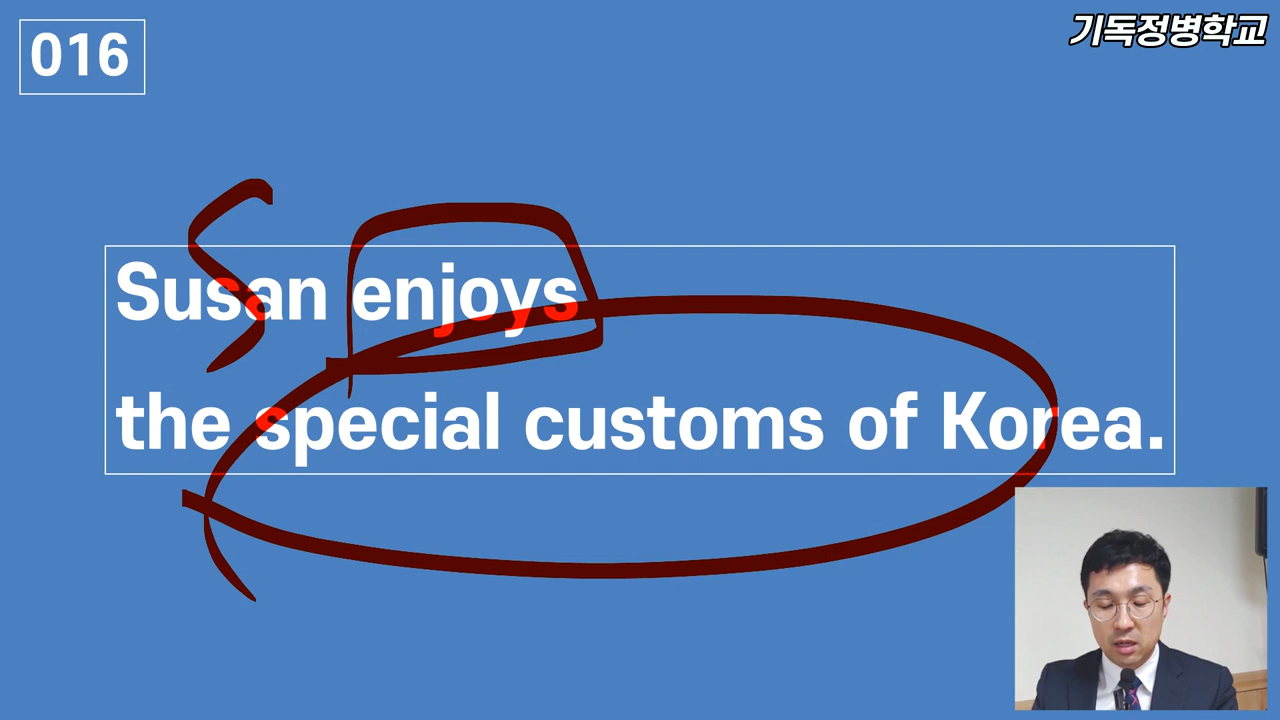 016
기독정병학교
S
Susan enjoys
the special customs of Korea.